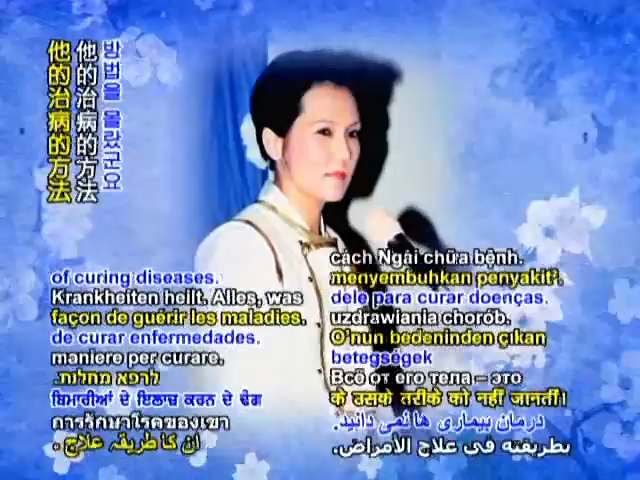 他的治病的方法
他的治病的方法
방법을 몰랐군요
of curing diseases.
Krankheiten heilt. Alles, was
façon de guérir les maladies.
de curar enfermedades.
maniere per curare.
לרפא מחלות.
ਬਿਮਾਰੀਆਂ ਦੇ ਇਲਾਜ਼ ਕਰਨ ਦੇ ਢੰਗ
การรักษาโรคของเขา
ان کا طریقہ علاج .
cách Ngài chữa bệnh.
menyembuhkan penyakit².
dele para curar doenças.
uzdrawiania chorób.
O'nun bedeninden çıkan
betegségek
Всё от его тела – это
के उसके तरीके को नहीं जानतीं।
درمان بیماری ها نمی دانید.
بطريقته في علاج الأمراض.